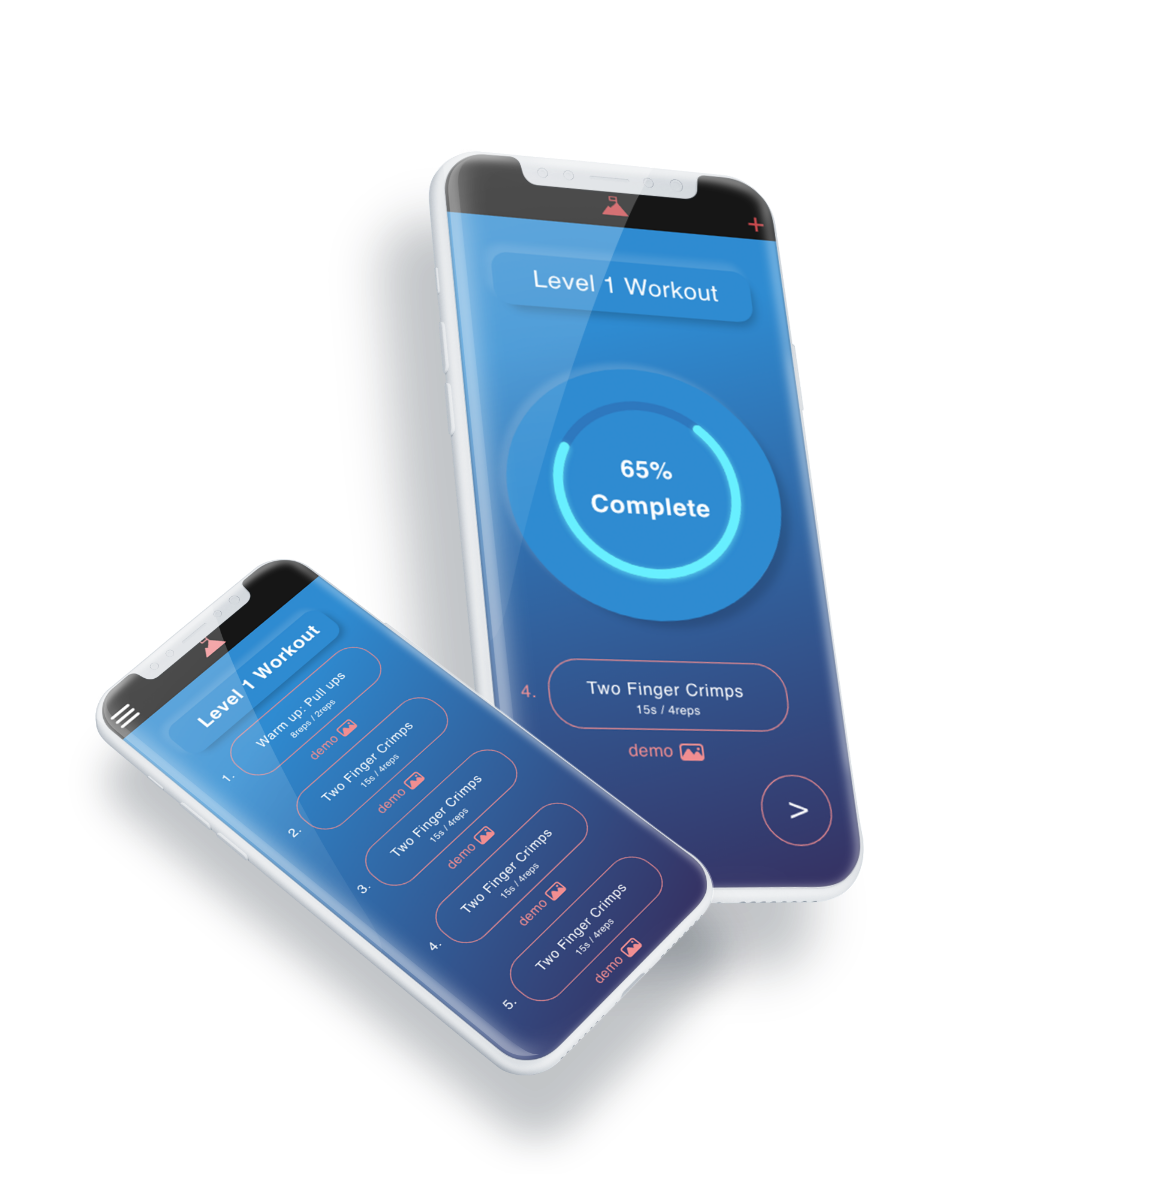 Level 1 Workout
65%
Complete
4.
Two Finger Crimps
15s / 4reps
demo
>
Level 1 Workout
1.
Warm up: Pull ups
8reps / 2reps
demo
2.
Two Finger Crimps
15s / 4reps
demo
3.
Two Finger Crimps
15s / 4reps
demo
4.
Two Finger Crimps
15s / 4reps
demo
5.
Two Finger Crimps
15s / 4reps
demo